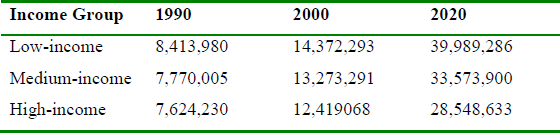 Income Group 1990 2000 2020
Low-income 8,413,980 14,372,293 39,989,286
Medium-income 7,770,005 13,273,291 33,573,900
High-income 7,624,230 12,419068 28,548,633